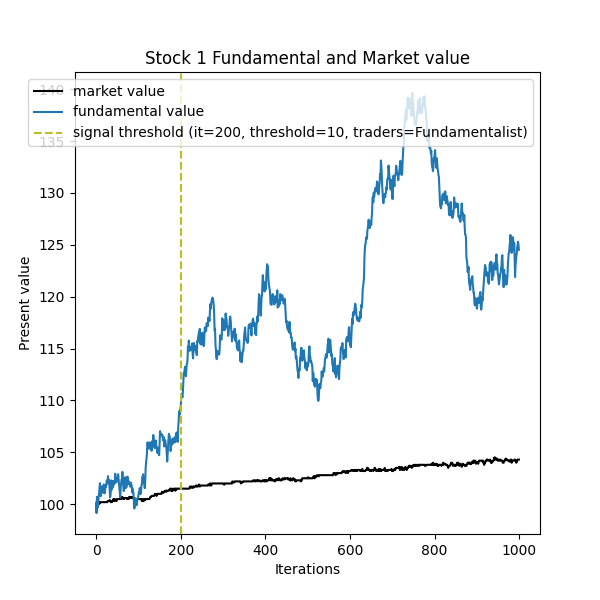 Stock 1 Fundamental and Market value
market value
fundamental value
signal threshold (it=200, threshold=10, traders=Fundamentalist)
Present value
140
135
130
125
120
115
110
105
100
0 200 400 600 800 1000
Iterations